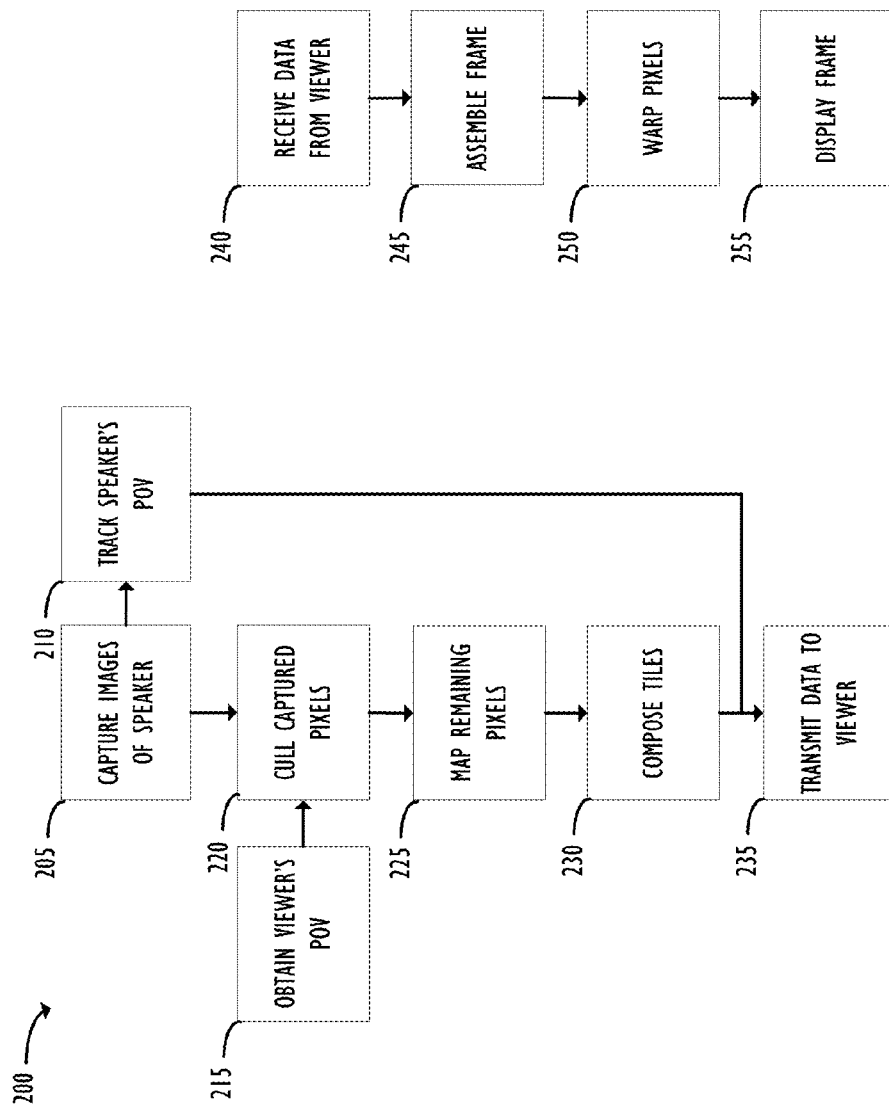 200
205
CAPTURE IMAGES
OF SPEAKER
210
TRACK SPEAKER'S
POV
215
OBTAIN VIEWER'S
POV
220
CULL CAPTURED
PIXELS
225
MAP REMAINING
PIXELS
230
COMPOSE TILES
235
TRANSMIT DATA TO
VIEWER
240
RECEIVE DATA
FROM VIEWER
245
ASSEMBLE FRAME
250
WARP PIXELS
255
DISPLAY FRAME